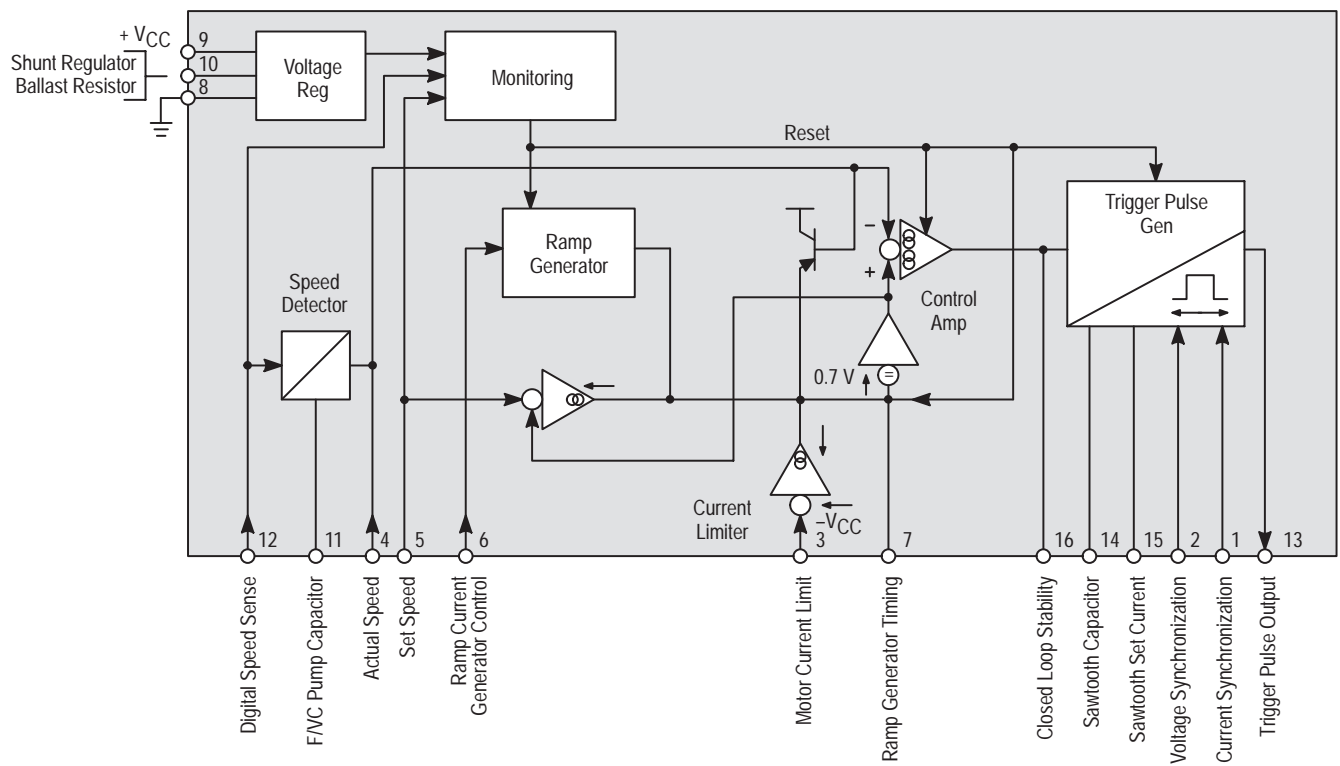 + VCC
9
Shunt Regulator
Ballast Resistor
10
8
Voltage
Reg
Monitoring
Reset
Trigger Pulse
Gen
Ramp
Generator
–
+
Control
Amp
Speed
Detector
0.7 V
=
Current
Limiter
–VCC
12
11
4
5
6
3
7
16
14
15
2
1
13
Digital Speed Sense
F/VC Pump Capacitor
Actual Speed
Set Speed
Ramp Current
Generator Control
Motor Current Limit
Ramp Generator Timing
Closed Loop Stability
Sawtooth Capacitor
Sawtooth Set Current
Voltage Synchronization
Current Synchronization
Trigger Pulse Output